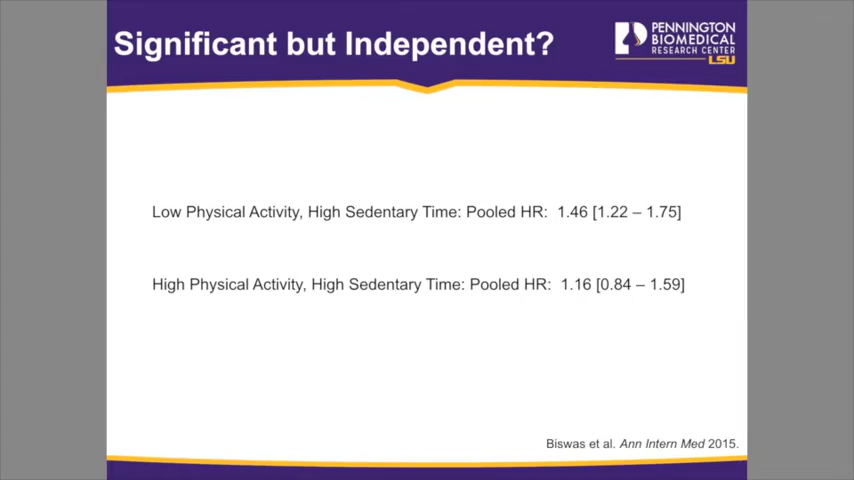 Significant but Independent?
PENNINGTON
BIOMEDICAL
RESEARCH CENTER
LSU
Low Physical Activity, High Sedentary Time: Pooled HR: 1.46 [1.22 – 1.75]
High Physical Activity, High Sedentary Time: Pooled HR: 1.16 [0.84 – 1.59]
Biswas et al. Ann Intern Med 2015.